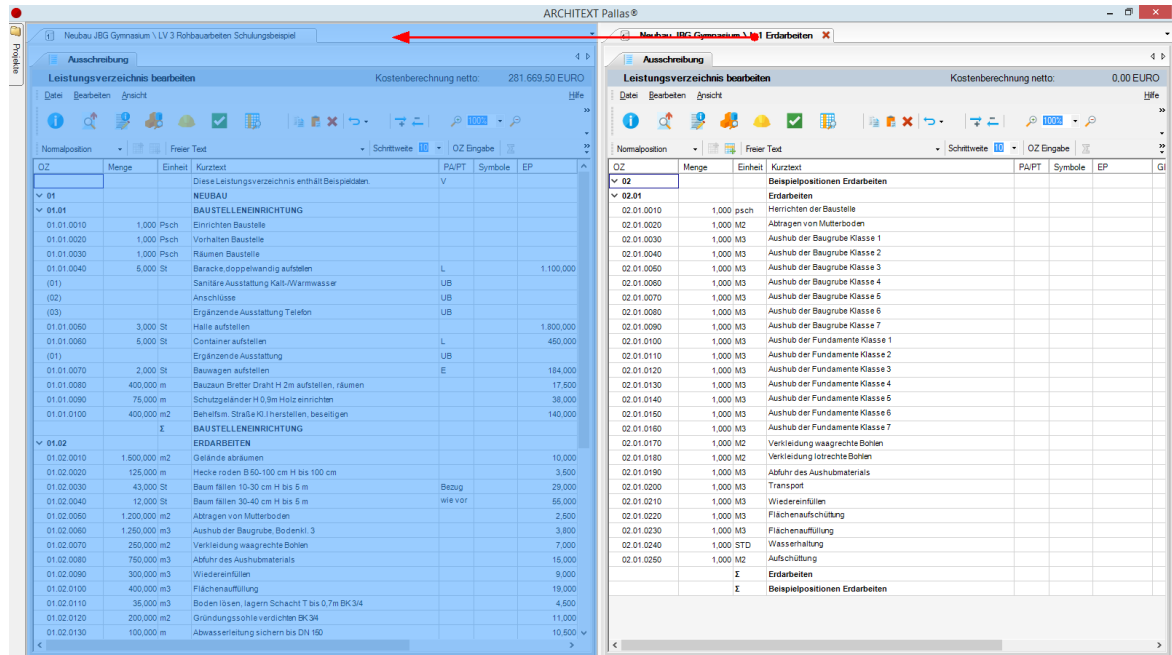 ARCHITEXT Pallas®
Projekte
Neubau JBG Gymnasium \ LV 3 Rohbauarbeiten Schulungsbeispiel
Ausschreibung
Leistungsverzeichnis bearbeiten Kostenberechnung netto: 281.669,50 EURO
Datei Bearbeiten Ansicht Hilfe
100%
Normalposition Freier Text Schrittweite 10 OZ Eingabe
OZ Menge Einheit Kurztext PA/PT Symbole EP
Diese Leistungsverzeichnis enthält Beispieldaten. V
01 NEUBAU
01.01 BAUSTELLENEINRICHTUNG
01.01.0010 1,000 Psch Einrichten Baustelle
01.01.0020 1,000 Psch Vorhalten Baustelle
01.01.0030 1,000 Psch Räumen Baustelle
01.01.0040 5,000 St Baracke,doppelwandig aufstellen L 1.100,000
(01) Sanitäre Ausstattung Kalt-/Warmwasser UB
(02) Anschlüsse UB
(03) Ergänzende Ausstattung Telefon UB
01.01.0050 3,000 St Halle aufstellen 1.800,000
01.01.0060 5,000 St Container aufstellen L 450,000
(01) Ergänzende Ausstattung UB
01.01.0070 2,000 St Bauwagen aufstellen E 184,000
01.01.0080 400,000 m Bauzaun Bretter Draht H 2m aufstellen, räumen 17,500
01.01.0090 75,000 m Schutzgeländer H 0,9m Holz einrichten 38,000
01.01.0100 400,000 m2 Behelfsm. Straße Kl.I herstellen, beseitigen 140,000
Σ BAUSTELLENEINRICHTUNG
01.02 ERDARBEITEN
01.02.0010 1.500,000 m2 Gelände abräumen 10,000
01.02.0020 125,000 m Hecke roden B 50-100 cm H bis 100 cm 3,500
01.02.0030 43,000 St Baum fällen 10-30 cm H bis 5 m Bezug 29,000
01.02.0040 12,000 St Baum fällen 30-40 cm H bis 5 m wie vor 55,000
01.02.0050 1.200,000 m2 Abtragen von Mutterboden 2,500
01.02.0060 1.250,000 m3 Aushub der Baugrube, Bodenkl. 3 3,800
01.02.0070 250,000 m2 Verkleidung waagrechte Bohlen 7,000
01.02.0080 750,000 m3 Abfuhr des Aushubmaterials 15,000
01.02.0090 300,000 m3 Wiedereinfüllen 9,000
01.02.0100 400,000 m3 Flächenauffüllung 19,000
01.02.0110 35,000 m3 Boden lösen, lagern Schacht T bis 0,7m BK 3/4 4,500
01.02.0120 200,000 m2 Gründungssohle verdichten BK 3/4 11,000
01.02.0130 100,000 m Abwasserleitung sichern bis DN 150 10,500
Neubau JBG Gymnasium \ 1 Erdarbeiten
Ausschreibung
Leistungsverzeichnis bearbeiten Kostenberechnung netto: 0,00 EURO
Datei Bearbeiten Ansicht Hilfe
100%
Normalposition Freier Text Schrittweite 10 OZ Eingabe
OZ Menge Einheit Kurztext PA/PT Symbole EP GI
02 Beispielpositionen Erdarbeiten
02.01 Erdarbeiten
02.01.0010 1,000 psch Herrichten der Baustelle
02.01.0020 1,000 M2 Abtragen von Mutterboden
02.01.0030 1,000 M3 Aushub der Baugrube Klasse 1
02.01.0040 1,000 M3 Aushub der Baugrube Klasse 2
02.01.0050 1,000 M3 Aushub der Baugrube Klasse 3
02.01.0060 1,000 M3 Aushub der Baugrube Klasse 4
02.01.0070 1,000 M3 Aushub der Baugrube Klasse 5
02.01.0080 1,000 M3 Aushub der Baugrube Klasse 6
02.01.0090 1,000 M3 Aushub der Baugrube Klasse 7
02.01.0100 1,000 M3 Aushub der Fundamente Klasse 1
02.01.0110 1,000 M3 Aushub der Fundamente Klasse 2
02.01.0120 1,000 M3 Aushub der Fundamente Klasse 3
02.01.0130 1,000 M3 Aushub der Fundamente Klasse 4
02.01.0140 1,000 M3 Aushub der Fundamente Klasse 5
02.01.0150 1,000 M3 Aushub der Fundamente Klasse 6
02.01.0160 1,000 M3 Aushub der Fundamente Klasse 7
02.01.0170 1,000 M2 Verkleidung waagrechte Bohlen
02.01.0180 1,000 M2 Verkleidung lotrechte Bohlen
02.01.0190 1,000 M3 Abfuhr des Aushubmaterials
02.01.0200 1,000 M3 Transport
02.01.0210 1,000 M3 Wiedereinfüllen
02.01.0220 1,000 M3 Flächenaufschüttung
02.01.0230 1,000 M3 Flächenauffüllung
02.01.0240 1,000 STD Wasserhaltung
02.01.0250 1,000 M2 Aufschüttung
Σ Erdarbeiten
Σ Beispielpositionen Erdarbeiten